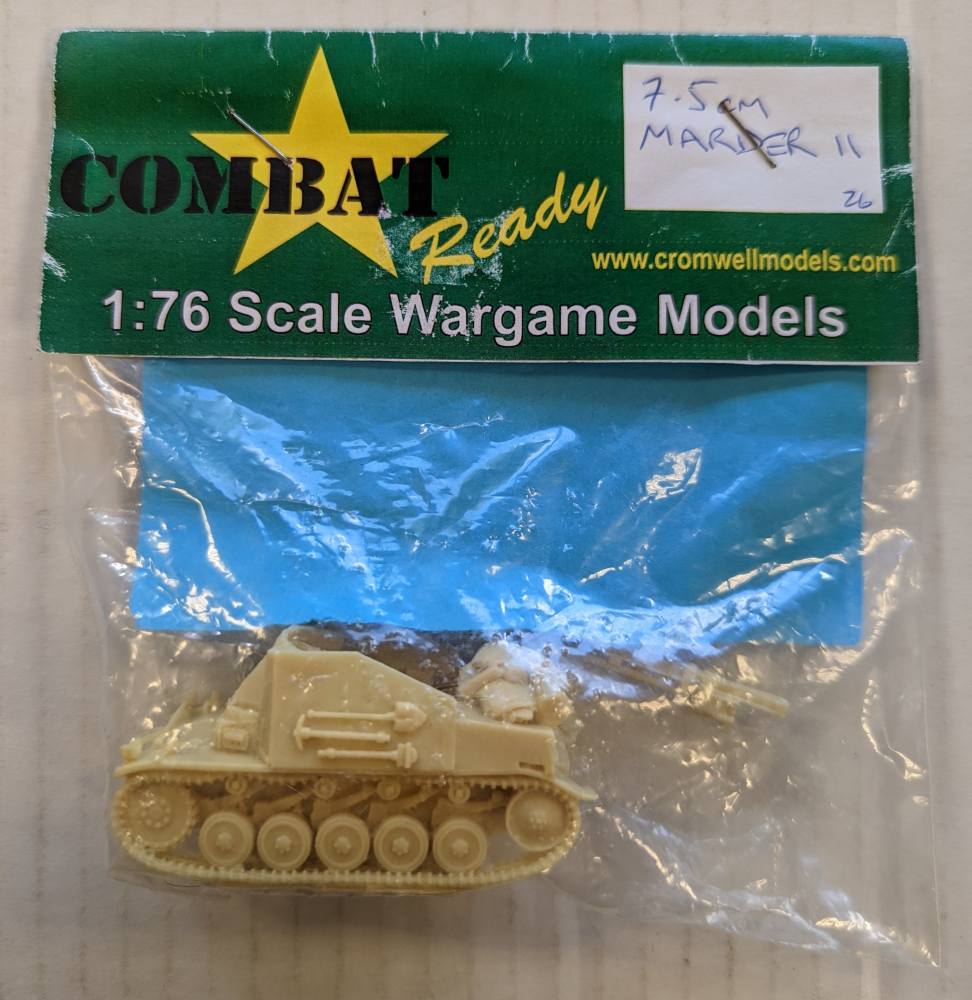 COMBAT
Ready
7.5cm
MARDER II
26
www.cromwellmodels.com
1:76 Scale Wargame Models